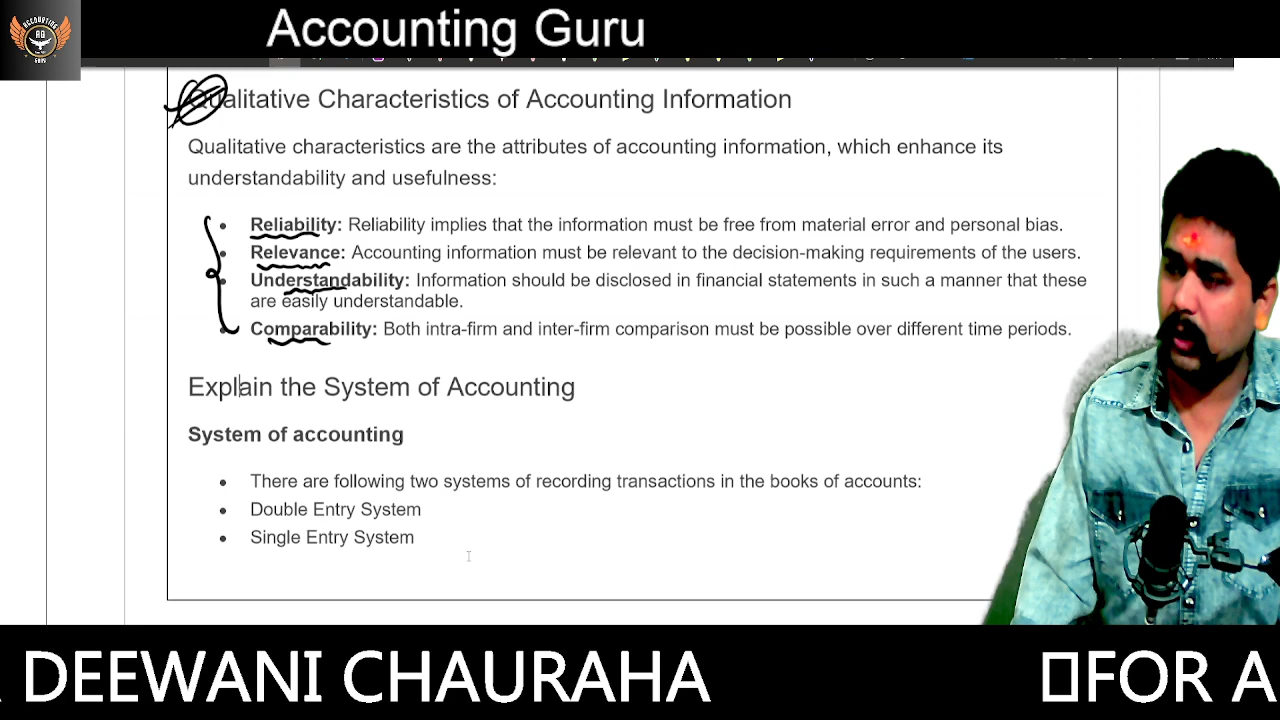 Accounting Guru
ACCOUNTING
AG
GURU
Qualitative Characteristics of Accounting Information
Qualitative characteristics are the attributes of accounting information, which enhance its
understandability and usefulness:
• Reliability: Reliability implies that the information must be free from material error and personal bias.
• Relevance: Accounting information must be relevant to the decision-making requirements of the users.
• Understandability: Information should be disclosed in financial statements in such a manner that these
are easily understandable.
• Comparability: Both intra-firm and inter-firm comparison must be possible over different time periods.
Explain the System of Accounting
System of accounting
• There are following two systems of recording transactions in the books of accounts:
• Double Entry System
• Single Entry System
DEEWANI CHAURAHA
FOR A